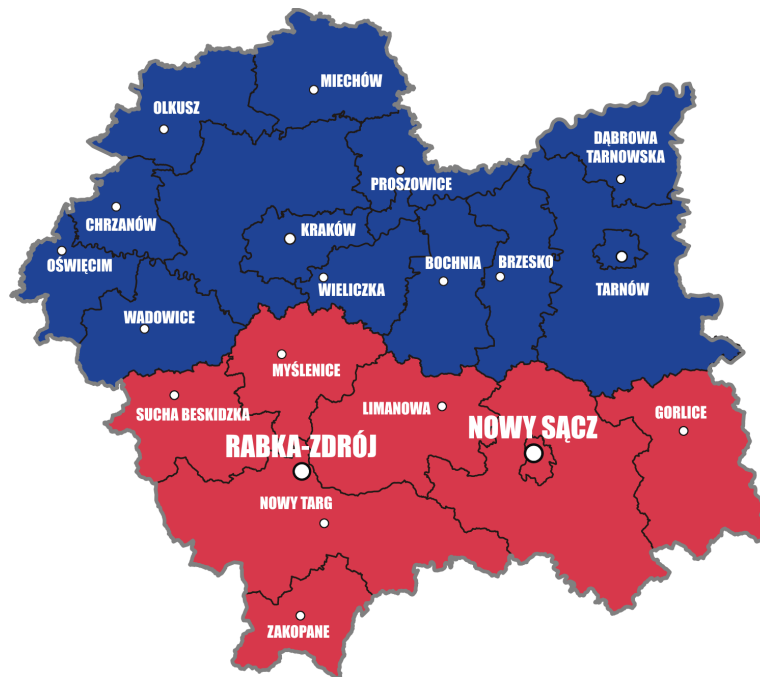 MIECHÓW
OLKUSZ
DĄBROWA
TARNOWSKA
PROSZOWICE
CHRZANÓW
KRAKÓW
OŚWIĘCIM
BOCHNIA
BRZESKO
WIELICZKA
TARNÓW
WADOWICE
MYŚLENICE
SUCHA BESKIDZKA
LIMANOWA
GORLICE
NOWY SĄCZ
RABKA-ZDRÓJ
NOWY TARG
ZAKOPANE